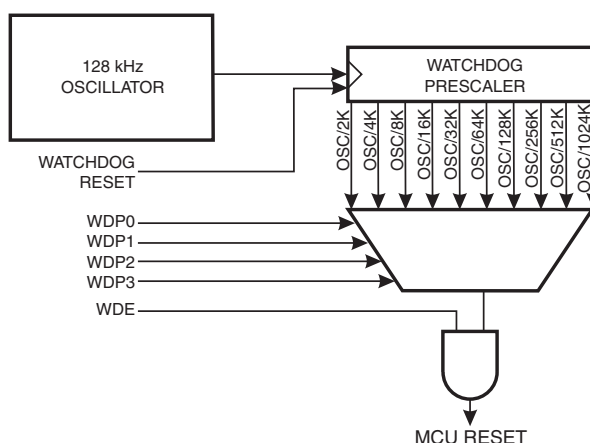 128 kHz
OSCILLATOR
WATCHDOG
PRESCALER
OSC/2K
OSC/4K
OSC/8K
OSC/16K
OSC/32K
OSC/64K
OSC/128K
OSC/256K
OSC/512K
OSC/1024K
WATCHDOG
RESET
WDP0
WDP1
WDP2
WDP3
WDE
MCU RESET